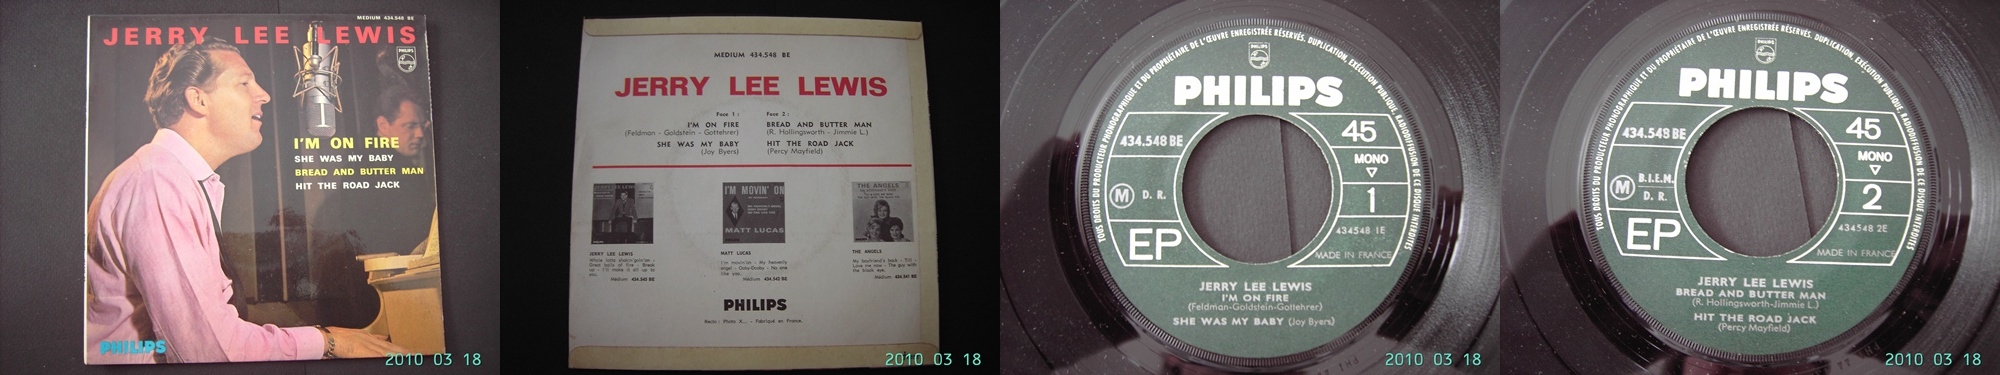 MEDIUM 434.548 BE
JERRY LEE LEWIS
PHILIPS
I'M ON FIRE
SHE WAS MY BABY
BREAD AND BUTTER MAN
HIT THE ROAD JACK
PHILIPS
2010 03 18
MEDIUM 434.548 BE
JERRY LEE LEWIS
Face 1 :
I'M ON FIRE
(Feldman - Goldstein - Gottehrer)
SHE WAS MY BABY
(Joy Byers)
Face 2 :
BREAD AND BUTTER MAN
(R. Hollingsworth - Jimmie L.)
HIT THE ROAD JACK
(Percy Mayfield)
JERRY LEE LEWIS
I'M MOVIN' ON
MATT LUCAS
THE ANGELS
JERRY LEE LEWIS
MATT LUCAS
THE ANGELS
PHILIPS
Recto : Photo X... - Fabriqué en France.
2010 03 18
TOUS DROITS DU PRODUCTEUR PHONOGRAPHIQUE ET DU PROPRIÉTAIRE DE L'ŒUVRE ENREGISTRÉE RÉSERVÉS. DUPLICATION, EXÉCUTION PUBLIQUE, RADIODIFFUSION DE CE DISQUE INTERDITES
PHILIPS
434.548 BE
45
MONO
M D. R.
1
EP
434548 1E
MADE IN FRANCE
JERRY LEE LEWIS
I'M ON FIRE
(Feldman-Goldstein-Gottehrer)
SHE WAS MY BABY (Joy Byers)
2010 03 18
TOUS DROITS DU PRODUCTEUR PHONOGRAPHIQUE ET DU PROPRIÉTAIRE DE L'ŒUVRE ENREGISTRÉE RÉSERVÉS. DUPLICATION, EXÉCUTION PUBLIQUE, RADIODIFFUSION DE CE DISQUE INTERDITES
PHILIPS
434.548 BE
45
MONO
M B.I.E.M.
D. R.
2
EP
434548 2E
MADE IN FRANCE
JERRY LEE LEWIS
BREAD AND BUTTER MAN
(R. Hollingsworth-Jimmie L.)
HIT THE ROAD JACK
(Percy Mayfield)
2010 03 18